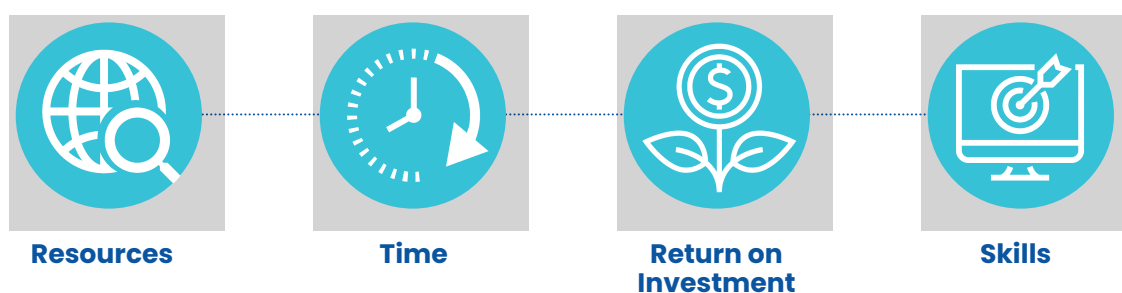 Resources
Time
Return on
Investment
Skills
$